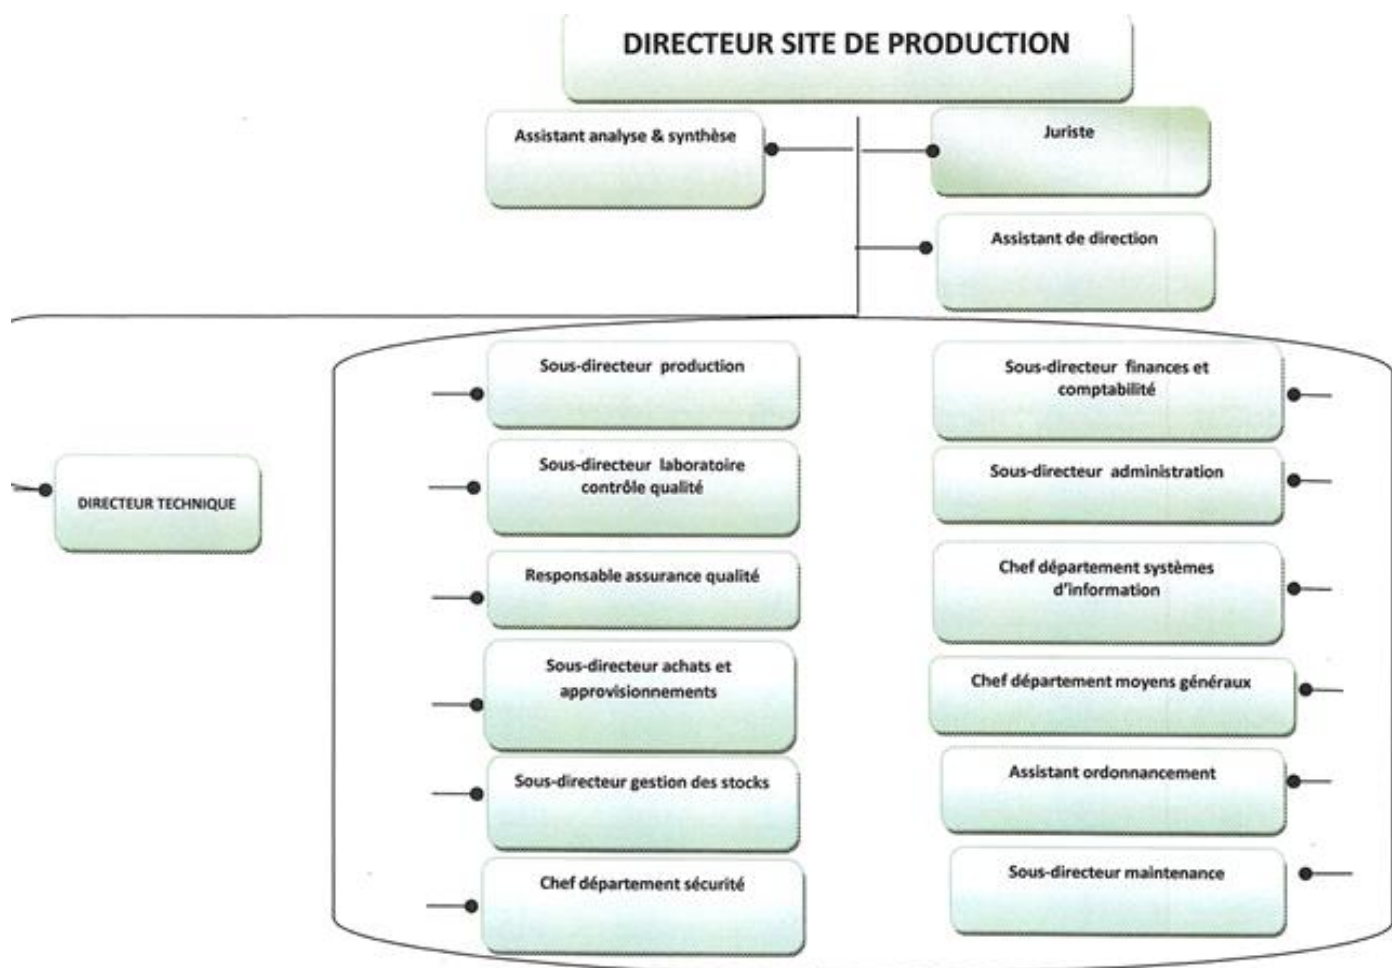 DIRECTEUR SITE DE PRODUCTION
Assistant analyse & synthèse
Juriste
Assistant de direction
DIRECTEUR TECHNIQUE
Sous-directeur production
Sous-directeur laboratoire
contrôle qualité
Responsable assurance qualité
Sous-directeur achats et
approvisionnements
Sous-directeur gestion des stocks
Chef département sécurité
Sous-directeur finances et
comptabilité
Sous-directeur administration
Chef département systèmes
d'information
Chef département moyens généraux
Assistant ordonnancement
Sous-directeur maintenance